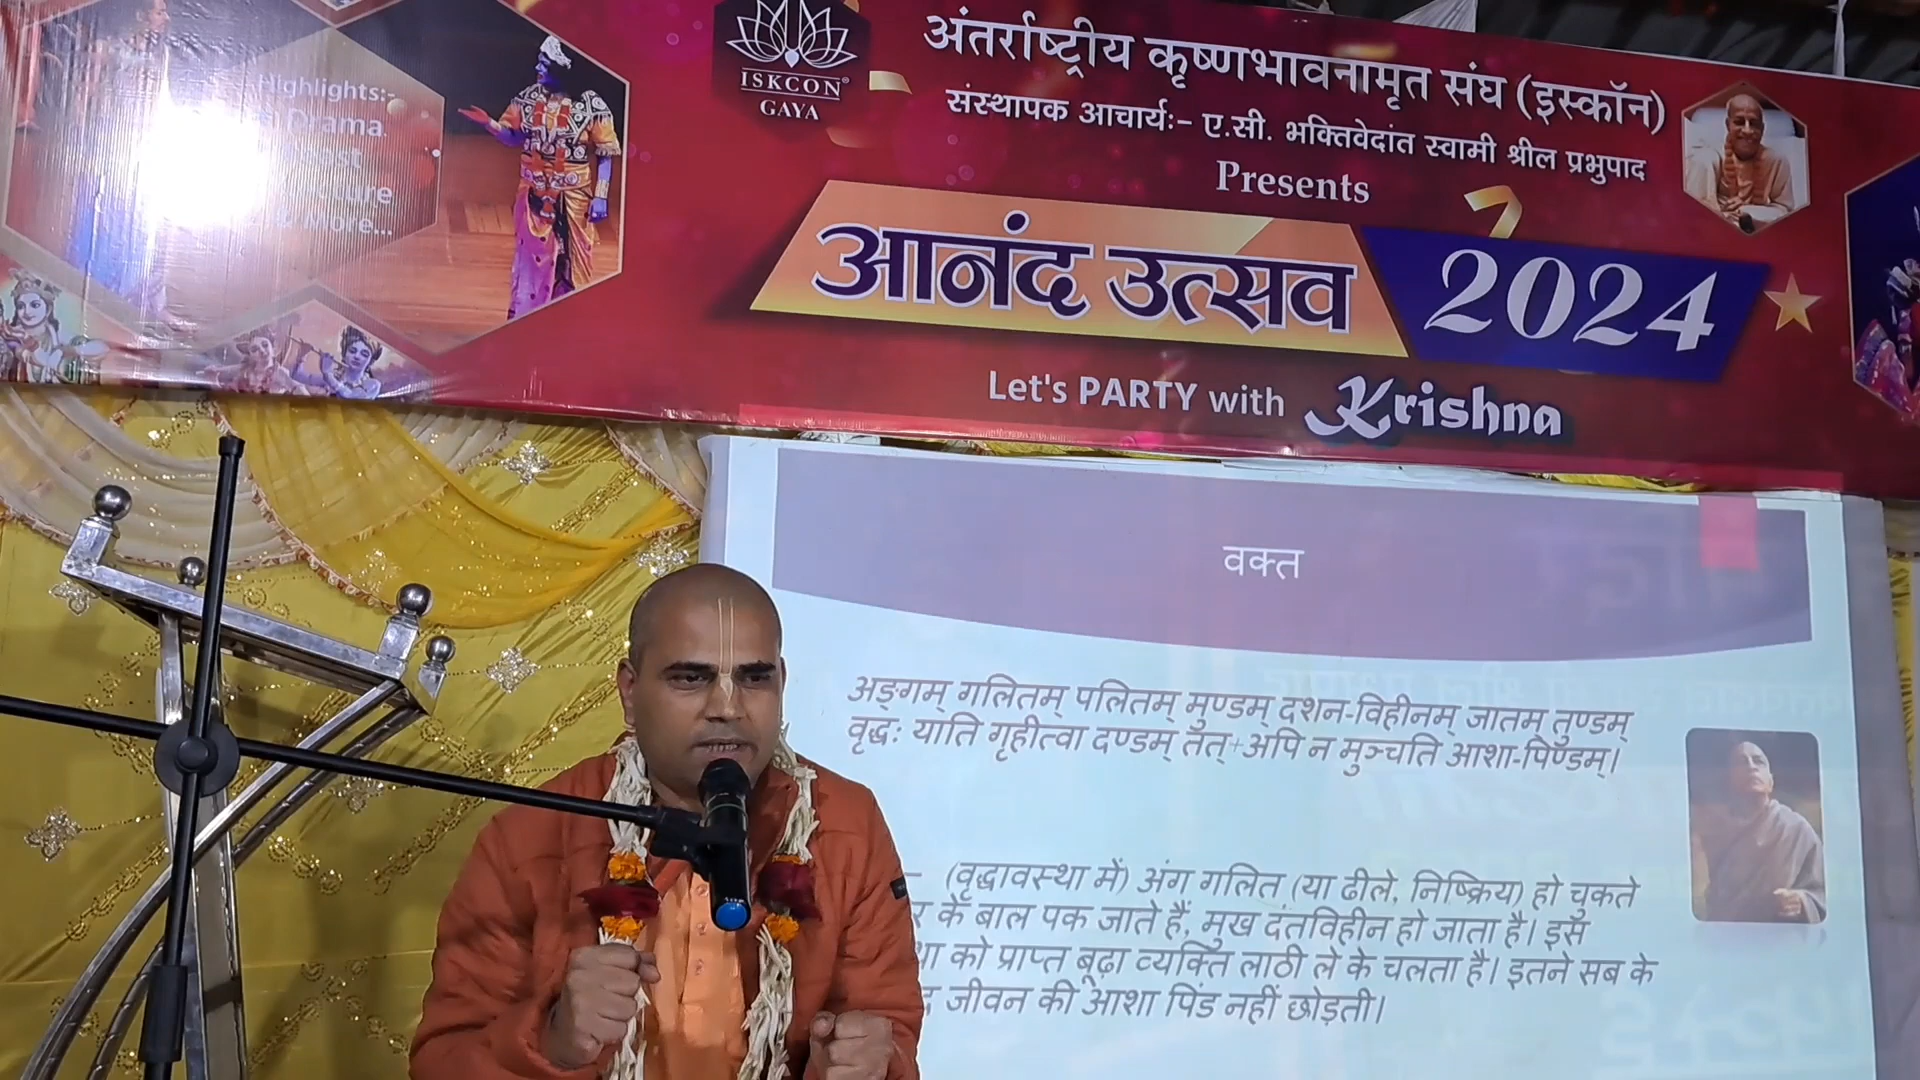 Highlights:-
Drama
& More...
ISKCON
GAYA
अंतर्राष्ट्रीय कृष्णभावनामृत संघ (इस्कॉन)
संस्थापक आचार्यः- ए.सी. भक्तिवेदांत स्वामी श्रील प्रभुपाद
Presents
आनंद उत्सव 2024
Let's PARTY with Krishna
वक्त
अङ्गम् गलितम् पलितम् मुण्डम् दशन-विहीनम् जातम् तुण्डम्
वृद्धः याति गृहीत्वा दण्डम् तत्+अपि न मुञ्चति आशा-पिण्डम्।
(वृद्धावस्था में) अंग गलित (या ढीले, निष्क्रिय) हो चुकते
के बाल पक जाते हैं, मुख दंतविहीन हो जाता है। इस
को प्राप्त बूढ़ा व्यक्ति लाठी ले के चलता है। इतने सब के
जीवन की आशा पिंड नहीं छोड़ती।